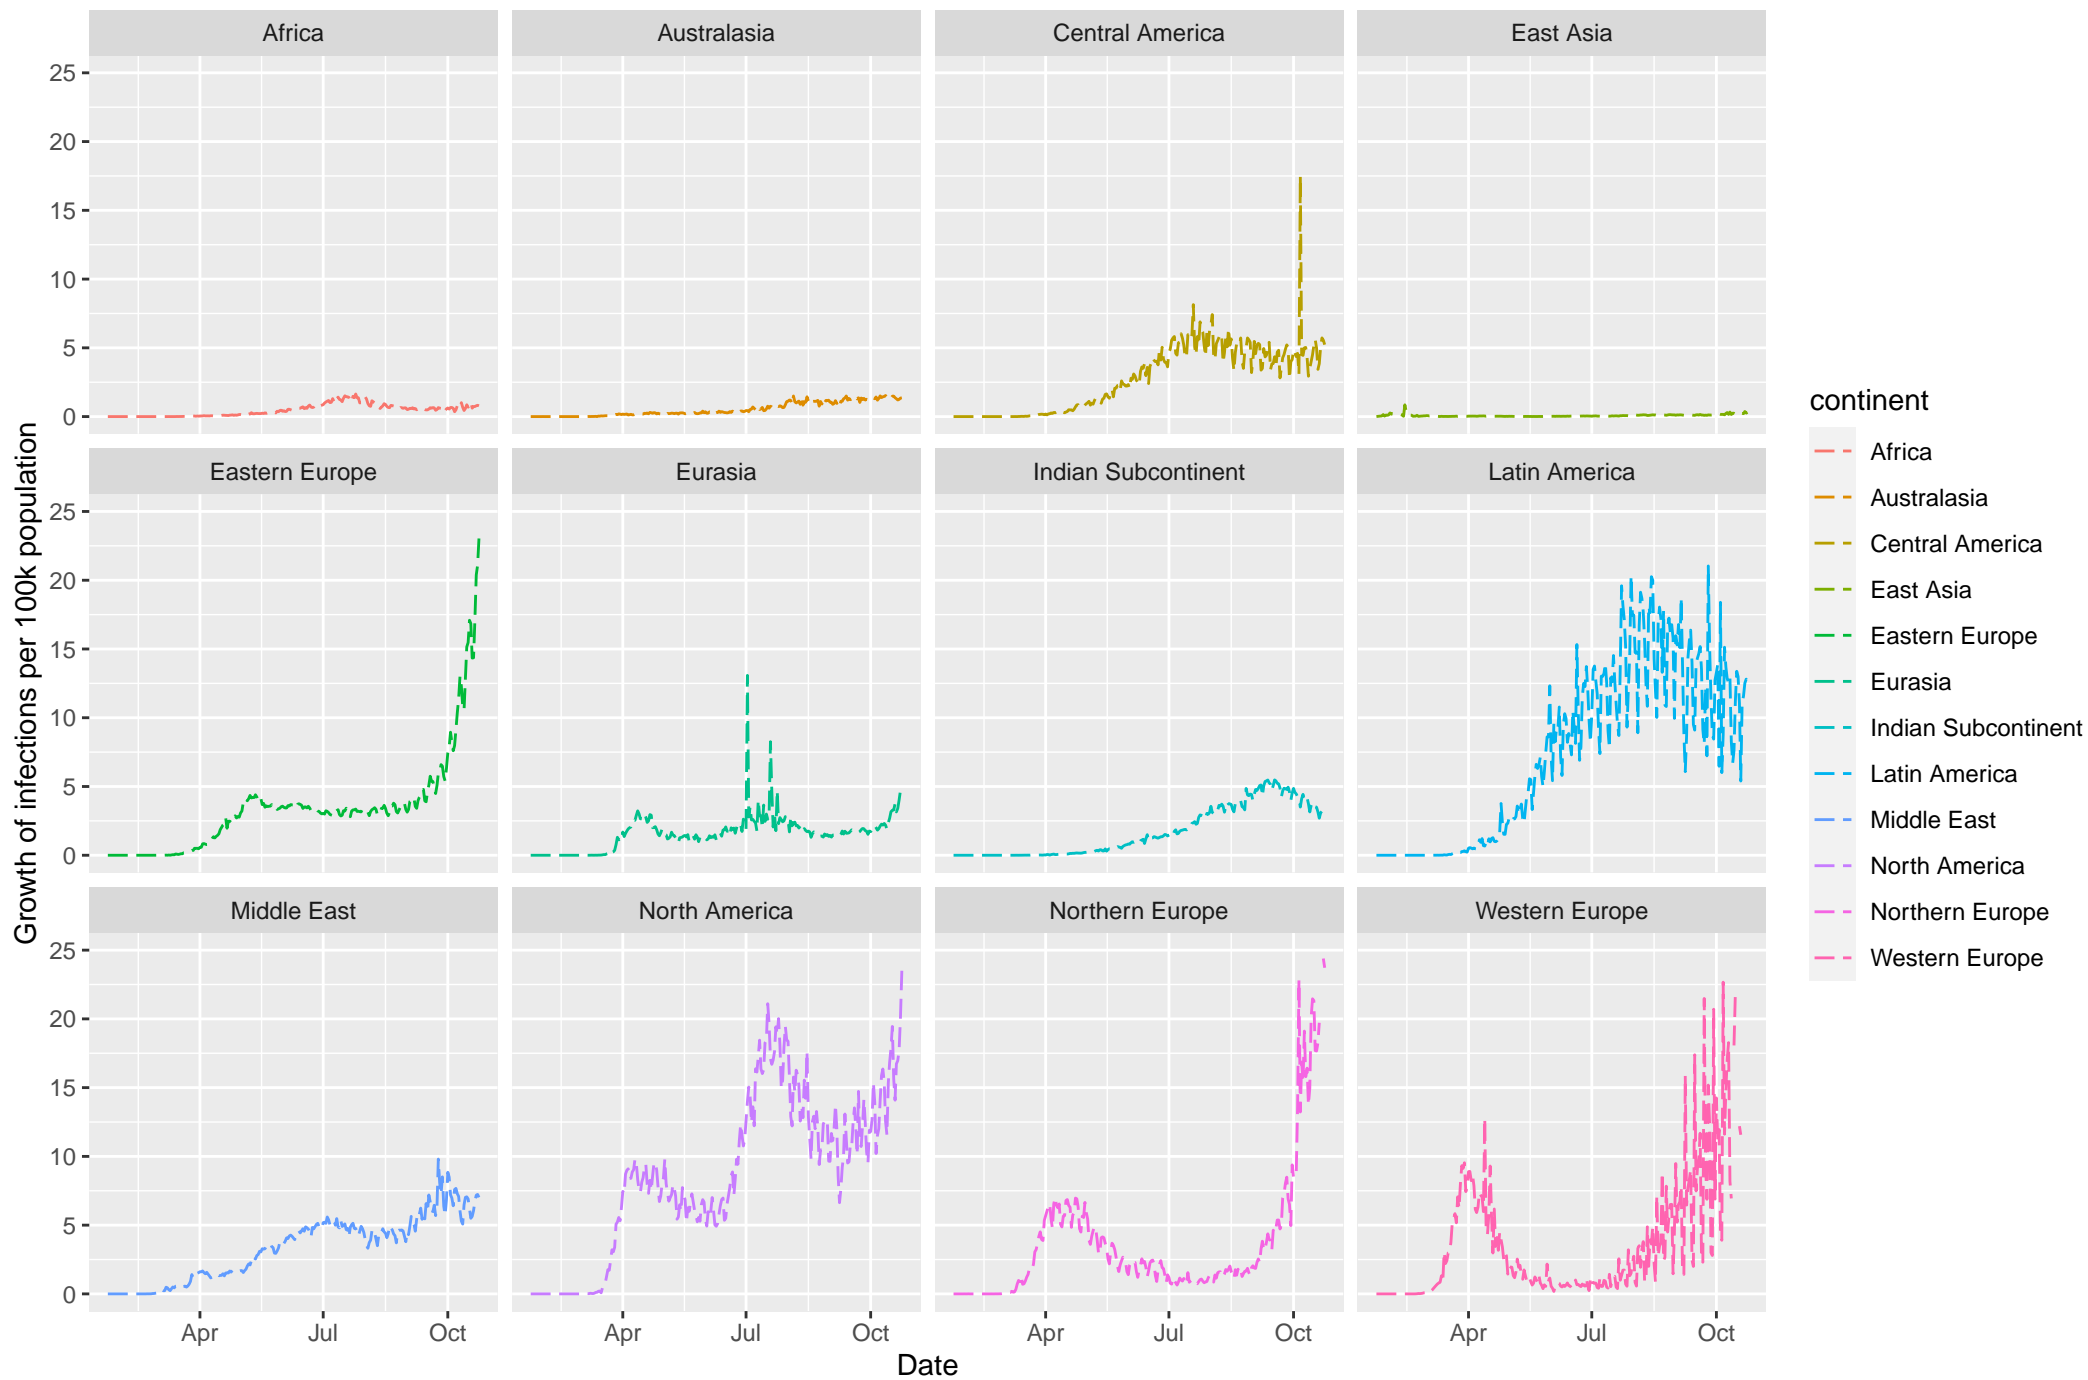 Africa
Australasia
Central America
East Asia
25
20
15
10
5
0
Eastern Europe
Eurasia
Indian Subcontinent
Latin America
25
20
15
10
5
0
Middle East
North America
Northern Europe
Western Europe
25
20
15
10
5
0
Apr Jul Oct
Apr Jul Oct
Apr Jul Oct
Apr Jul Oct
Date
Growth of infections per 100k population
continent
Africa
Australasia
Central America
East Asia
Eastern Europe
Eurasia
Indian Subcontinent
Latin America
Middle East
North America
Northern Europe
Western Europe